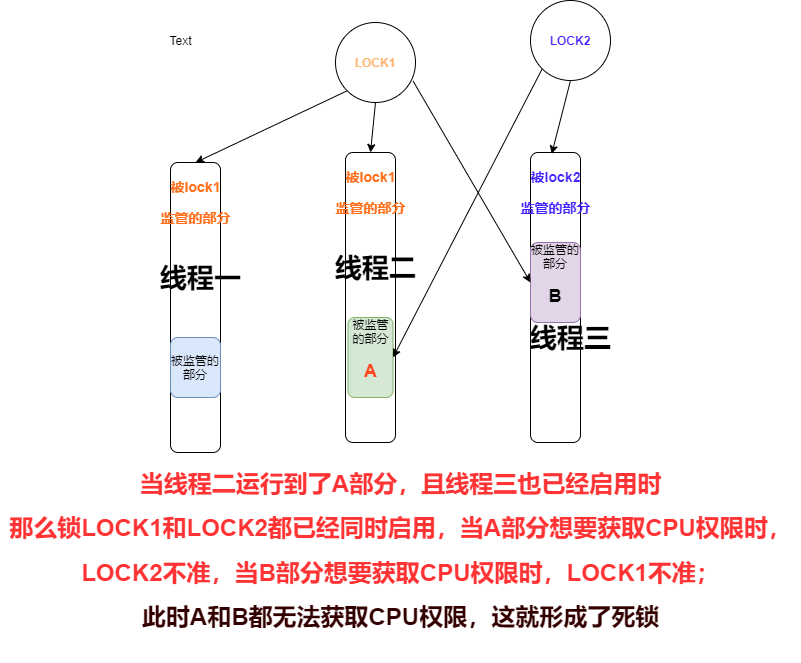 Text
LOCK1
LOCK2
被lock1
监管的部分
被lock1
监管的部分
被lock2
监管的部分
线程一
线程二
被监管的
部分
B
线程三
被监管的
部分
被监管
的部分
A
当线程二运行到了A部分，且线程三也已经启用时
那么锁LOCK1和LOCK2都已经同时启用，当A部分想要获取CPU权限时，
LOCK2不准，当B部分想要获取CPU权限时，LOCK1不准；
此时A和B都无法获取CPU权限，这就形成了死锁